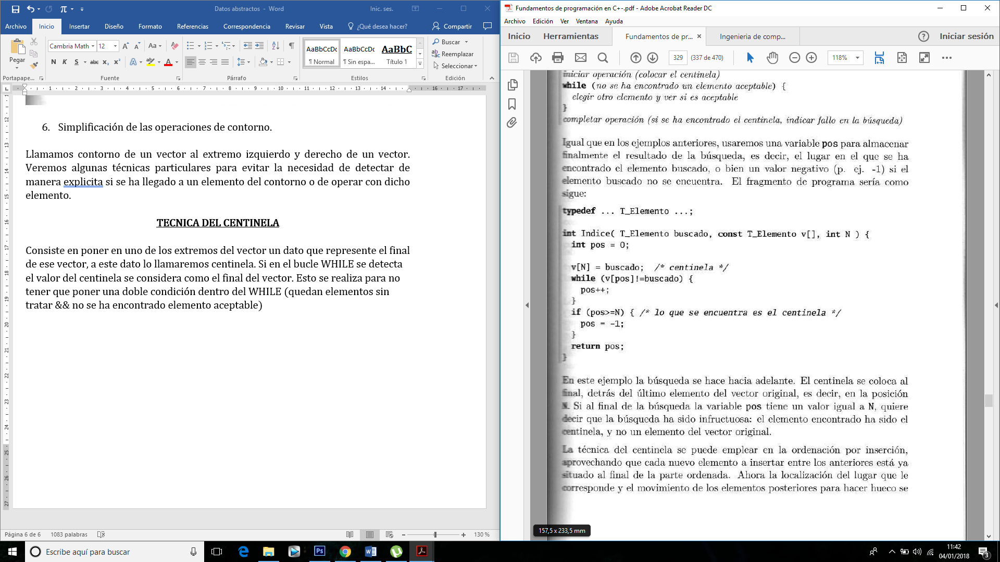 Datos abstractos - Word
Inic. ses.
Archivo Inicio Insertar Diseño Formato Referencias Correspondencia Revisar Vista ¿Qué desea hacer? Compartir
Pegar
Cambria Math 12 Aa
N K S abc x₂ x²
AaBbCcDc AaBbCcDc AaBbC
¶ Normal ¶ Sin espa... Título 1
Buscar
Reemplazar
Seleccionar
Portapape... Fuente Párrafo Estilos Edición
1 2 3 4 5 6 7 8 9 10 11 12 13 14 16 17
6. Simplificación de las operaciones de contorno.
Llamamos contorno de un vector al extremo izquierdo y derecho de un vector.
Veremos algunas técnicas particulares para evitar la necesidad de detectar de
manera explicita si se ha llegado a un elemento del contorno o de operar con dicho
elemento.
TECNICA DEL CENTINELA
Consiste en poner en uno de los extremos del vector un dato que represente el final
de ese vector, a este dato lo llamaremos centinela. Si en el bucle WHILE se detecta
el valor del centinela se considera como el final del vector. Esto se realiza para no
tener que poner una doble condición dentro del WHILE (quedan elementos sin
tratar && no se ha encontrado elemento aceptable)
Página 6 de 6 1083 palabras
130 %
Fundamentos de programación en C+-.pdf - Adobe Acrobat Reader DC
Archivo Edición Ver Ventana Ayuda
Inicio Herramientas Fundamentos de pr... × Ingenieria de comp... Iniciar sesión
329 (337 de 470) 118%
iniciar operación (colocar el centinela)
while (no se ha encontrado un elemento aceptable) {
elegir otro elemento y ver si es aceptable
}
completar operación (si se ha encontrado el centinela, indicar fallo en la búsqueda)
Igual que en los ejemplos anteriores, usaremos una variable pos para almacenar
finalmente el resultado de la búsqueda, es decir, el lugar en el que se ha
encontrado el elemento buscado, o bien un valor negativo (p. ej. -1) si el
elemento buscado no se encuentra. El fragmento de programa sería como
sigue:
typedef ... T_Elemento ...;
int Indice( T_Elemento buscado, const T_Elemento v[], int N ) {
int pos = 0;
v[N] = buscado; /* centinela */
while (v[pos]!=buscado) {
pos++;
}
if (pos>=N) { /* lo que se encuentra es el centinela */
pos = -1;
}
return pos;
}
En este ejemplo la búsqueda se hace hacia adelante. El centinela se coloca al
final, detrás del último elemento del vector original, es decir, en la posición
N. Si al final de la búsqueda la variable pos tiene un valor igual a N, quiere
decir que la búsqueda ha sido infructuosa: el elemento encontrado ha sido el
centinela, y no un elemento del vector original.
La técnica del centinela se puede emplear en la ordenación por inserción,
aprovechando que cada nuevo elemento a insertar entre los anteriores está ya
situado al final de la parte ordenada. Ahora la localización del lugar que le
corresponde y el movimiento de los elementos posteriores para hacer hueco se
157,5 x 233,5 mm
Escribe aquí para buscar
11:42
04/01/2018
3